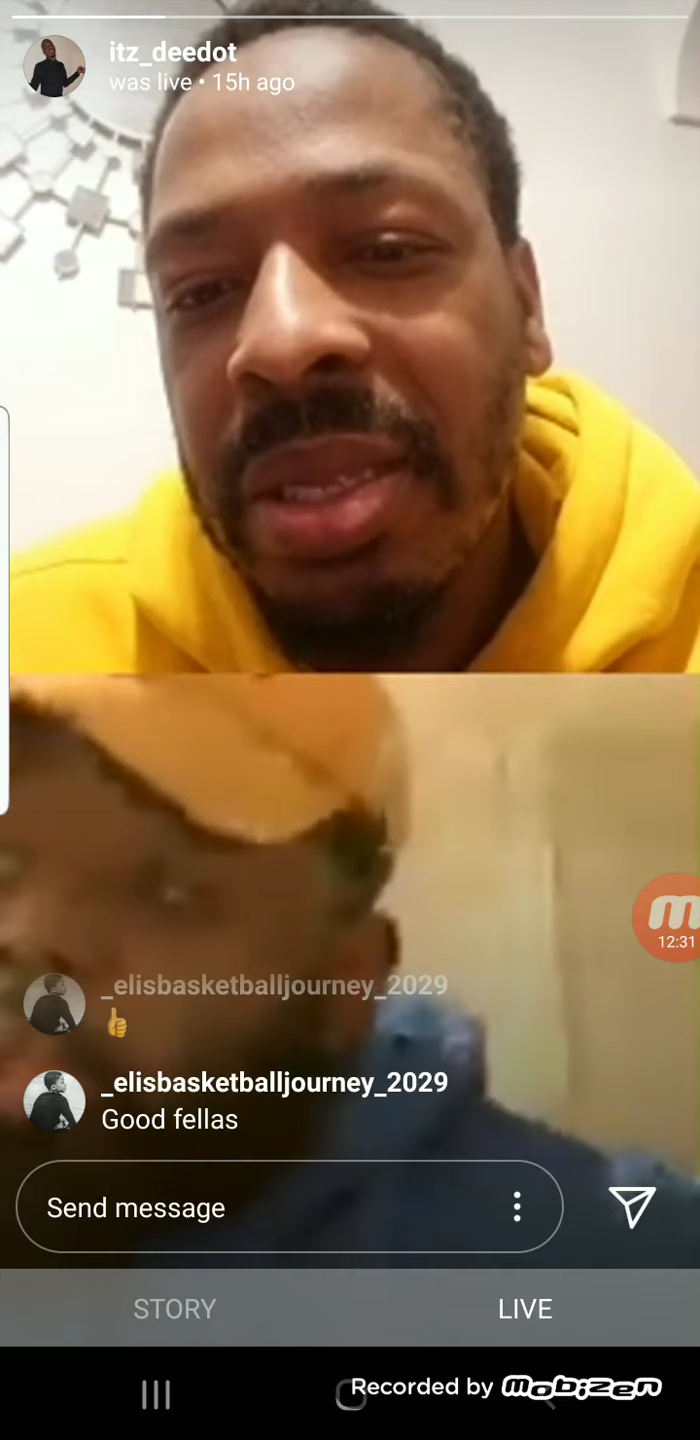 itz_deedot
was live • 15h ago
m
12:31
_elisbasketballjourney_2029
👍
_elisbasketballjourney_2029
Good fellas
Send message
STORY
LIVE
Recorded by mobizen